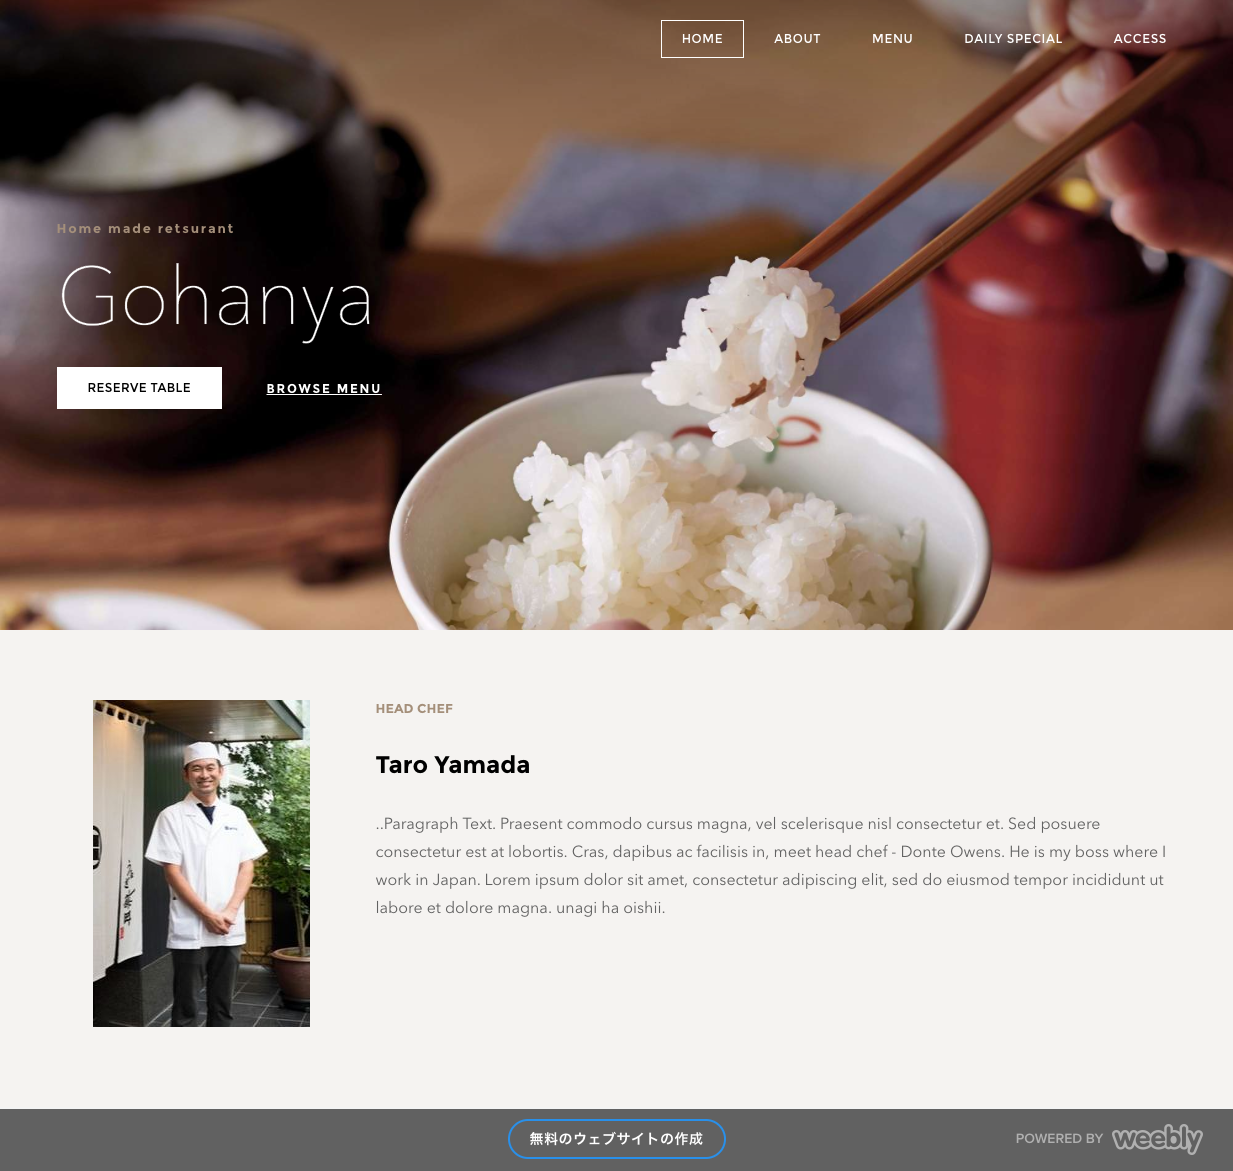 HOME ABOUT MENU DAILY SPECIAL ACCESS
Home made retsurant
Gohanya
RESERVE TABLE BROWSE MENU
HEAD CHEF
Taro Yamada
..Paragraph Text. Praesent commodo cursus magna, vel scelerisque nisl consectetur et. Sed posuere
consectetur est at lobortis. Cras, dapibus ac facilisis in, meet head chef - Donte Owens. He is my boss where I
work in Japan. Lorem ipsum dolor sit amet, consectetur adipiscing elit, sed do eiusmod tempor incididunt ut
labore et dolore magna. unagi ha oishii.
無料のウェブサイトの作成
POWERED BY weebly